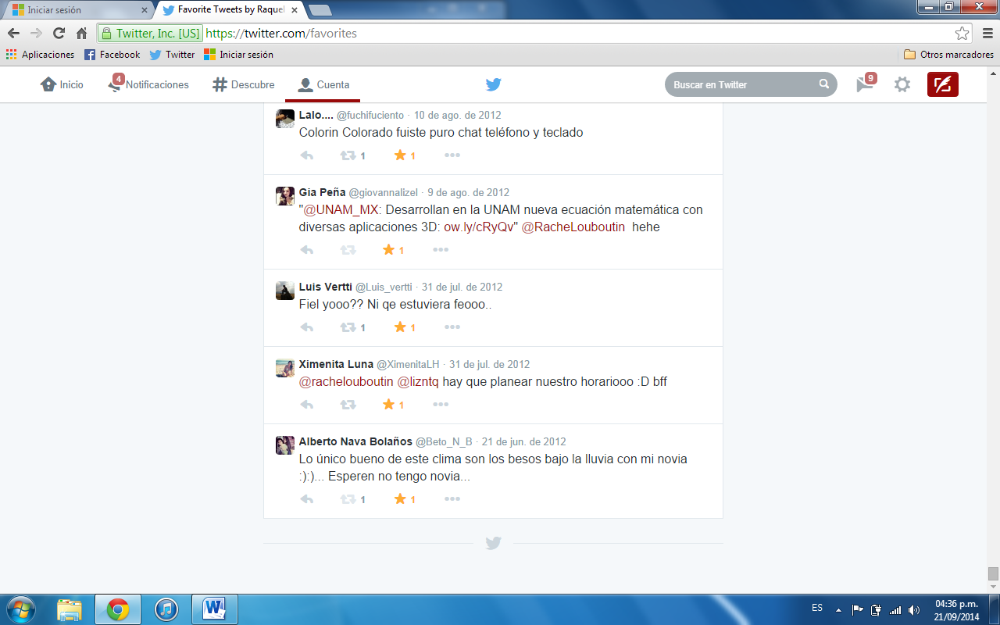 Iniciar sesión
Favorite Tweets by Raquel
Twitter, Inc. [US] https://twitter.com/favorites
Aplicaciones Facebook Twitter Iniciar sesión Otros marcadores
Inicio 4 Notificaciones Descubre Cuenta Buscar en Twitter 9
Lalo.... @fuchifuciento · 10 de ago. de 2012
Colorin Colorado fuiste puro chat teléfono y teclado
1 1
Gia Peña @giovannalizel · 9 de ago. de 2012
"@UNAM_MX: Desarrollan en la UNAM nueva ecuación matemática con
diversas aplicaciones 3D: ow.ly/cRyQv" @RacheLouboutin hehe
1
Luis Vertti @Luis_vertti · 31 de jul. de 2012
Fiel yooo?? Ni qe estuviera feooo..
1 1
Ximenita Luna @XimenitaLH · 31 de jul. de 2012
@rachelouboutin @lizntq hay que planear nuestro horariooo :D bff
1
Alberto Nava Bolaños @Beto_N_B · 21 de jun. de 2012
Lo único bueno de este clima son los besos bajo la lluvia con mi novia
:):)... Esperen no tengo novia...
1 1
ES 04:36 p.m.
21/09/2014